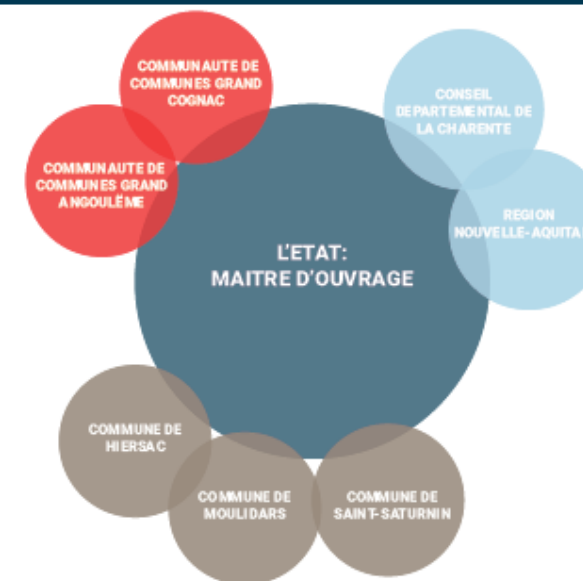 COMMUNAUTE DE
COMMUNES GRAND
COGNAC
CONSEIL
DEPARTEMENTAL DE
LA CHARENTE
COMMUNAUTE DE
COMMUNES GRAND
ANGOULËME
REGION
NOUVELLE-AQUITA
L'ETAT:
MAITRE D'OUVRAGE
COMMUNE DE
HIERSAC
COMMUNE DE
MOULIDARS
COMMUNE DE
SAINT-SATURNIN